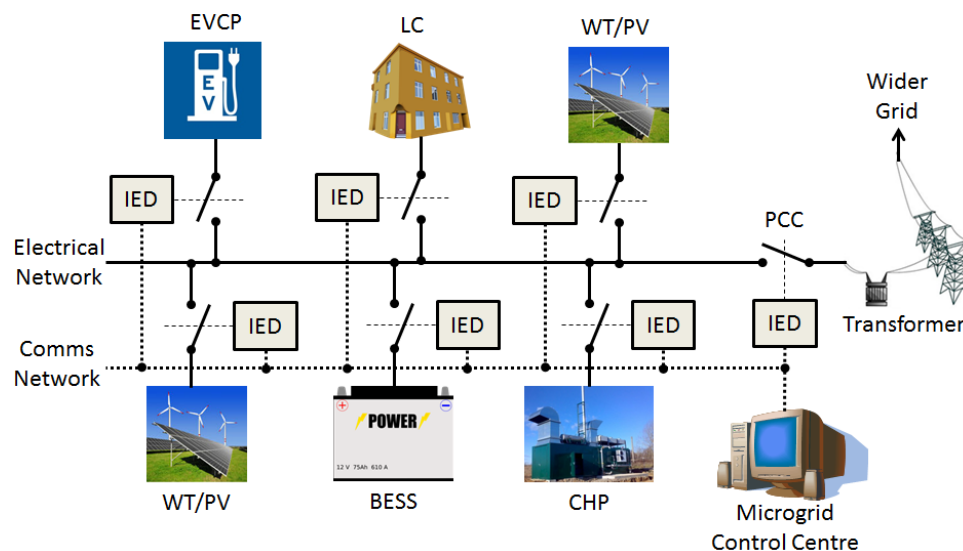 EVCP
LC
WT/PV
Wider
Grid
EV
IED
IED
IED
PCC
Electrical
Network
IED
IED
IED
IED
Transformer
Comms
Network
+
POWER
-
12 V 75Ah 610 A
WT/PV
BESS
CHP
Microgrid
Control Centre